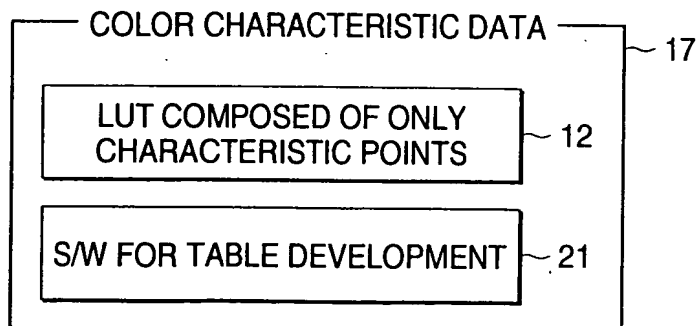 COLOR CHARACTERISTIC DATA
17
LUT COMPOSED OF ONLY
CHARACTERISTIC POINTS
12
S/W FOR TABLE DEVELOPMENT
21